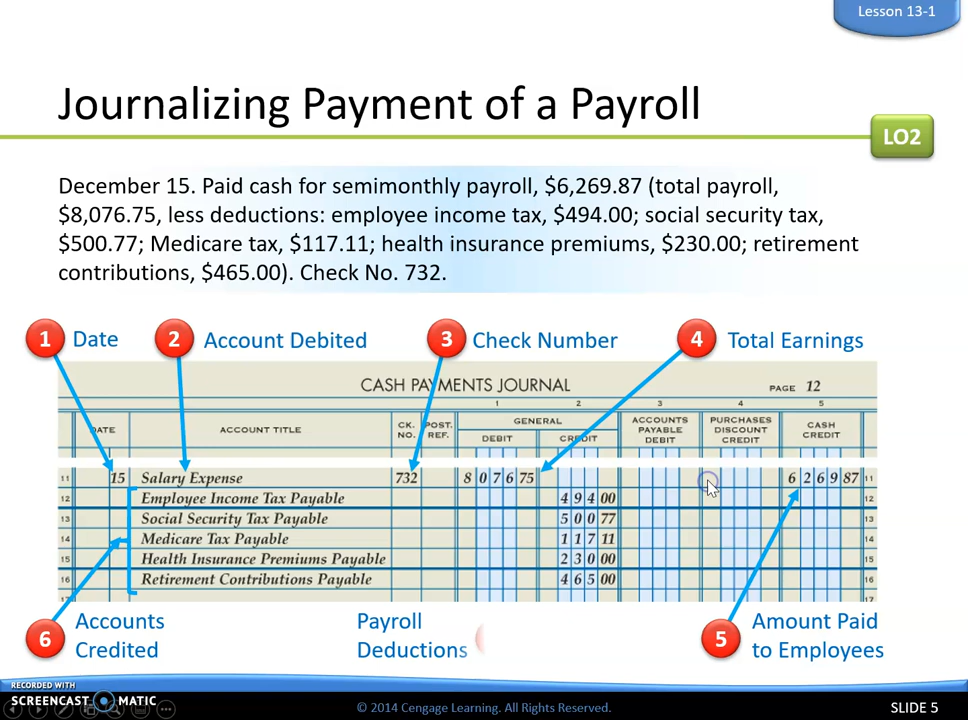 Lesson 13-1
Journalizing Payment of a Payroll
LO2
December 15. Paid cash for semimonthly payroll, $6,269.87 (total payroll,
$8,076.75, less deductions: employee income tax, $494.00; social security tax,
$500.77; Medicare tax, $117.11; health insurance premiums, $230.00; retirement
contributions, $465.00). Check No. 732.
1 Date 2 Account Debited 3 Check Number 4 Total Earnings
CASH PAYMENTS JOURNAL PAGE 12
1 2 3 4 5
DATE ACCOUNT TITLE CK. NO. POST. REF. GENERAL DEBIT CREDIT ACCOUNTS PAYABLE DEBIT PURCHASES DISCOUNT CREDIT CASH CREDIT
11 15 Salary Expense 732 8 0 7 6 75 6 2 6 9 87 11
12 Employee Income Tax Payable 4 9 4 00 12
13 Social Security Tax Payable 5 0 0 77 13
14 Medicare Tax Payable 1 1 7 11 14
15 Health Insurance Premiums Payable 2 3 0 00 15
16 Retirement Contributions Payable 4 6 5 00 16
6 Accounts
Credited
Payroll
Deductions
5 Amount Paid
to Employees
RECORDED WITH
SCREENCAST MATIC
© 2014 Cengage Learning. All Rights Reserved.
SLIDE 5